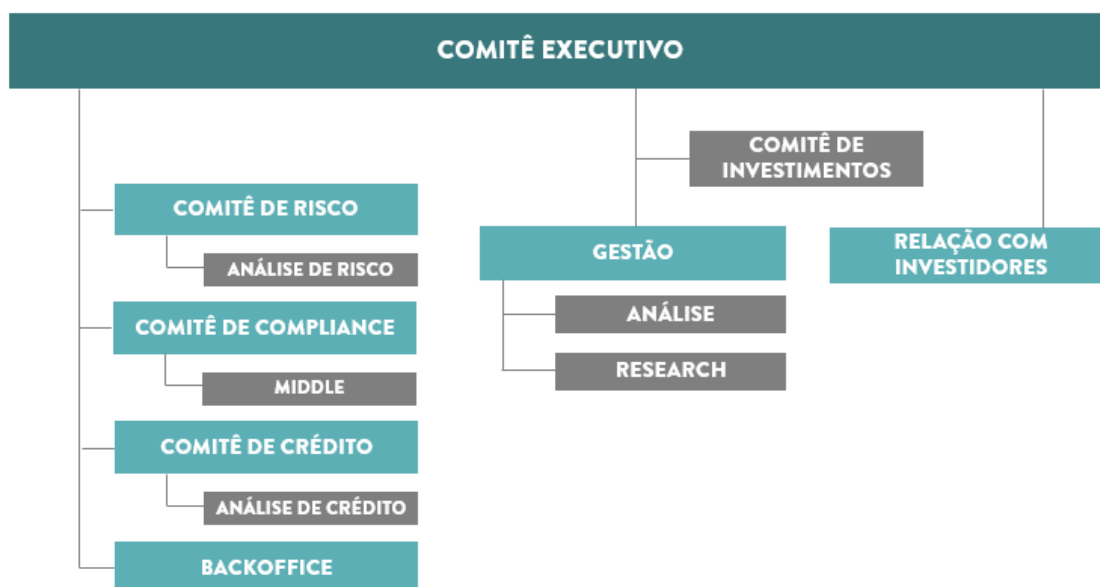 COMITÊ EXECUTIVO
COMITÊ DE
INVESTIMENTOS
COMITÊ DE RISCO
ANÁLISE DE RISCO
COMITÊ DE COMPLIANCE
MIDDLE
COMITÊ DE CRÉDITO
ANÁLISE DE CRÉDITO
BACKOFFICE
GESTÃO
ANÁLISE
RESEARCH
RELAÇÃO COM
INVESTIDORES